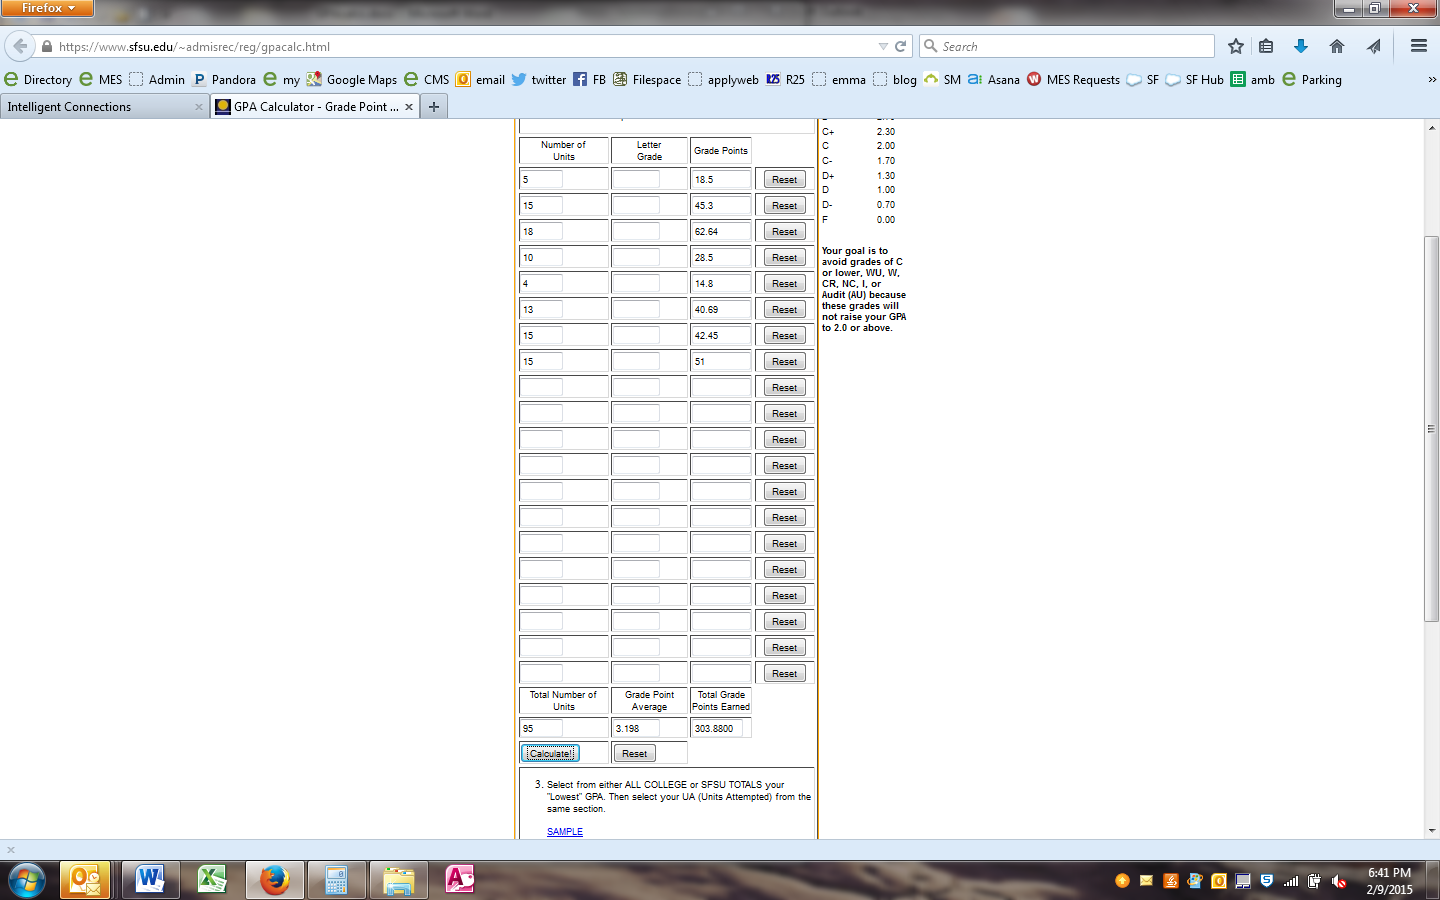 Firefox
https://www.sfsu.edu/~admisrec/reg/gpacalc.html
Search
Directory MES Admin Pandora my Google Maps CMS email twitter FB Filespace applyweb R25 emma blog SM Asana MES Requests SF SF Hub amb Parking »
Intelligent Connections × GPA Calculator - Grade Point ... × +
Number of Units Letter Grade Grade Points
5 18.5 Reset
15 45.3 Reset
18 62.64 Reset
10 28.5 Reset
4 14.8 Reset
13 40.69 Reset
15 42.45 Reset
15 51 Reset
Reset
Reset
Reset
Reset
Reset
Reset
Reset
Reset
Reset
Reset
Reset
Reset
Total Number of Units Grade Point Average Total Grade Points Earned
95 3.198 303.8800
Calculate! Reset
3. Select from either ALL COLLEGE or SFSU TOTALS your
"Lowest" GPA. Then select your UA (Units Attempted) from the
same section.
SAMPLE
C+ 2.30
C 2.00
C- 1.70
D+ 1.30
D 1.00
D- 0.70
F 0.00
Your goal is to
avoid grades of C
or lower, WU, W,
CR, NC, I, or
Audit (AU) because
these grades will
not raise your GPA
to 2.0 or above.
6:41 PM
2/9/2015